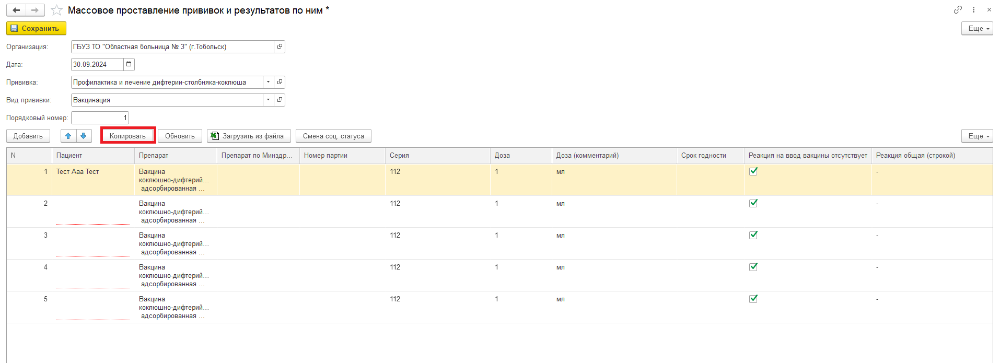 Массовое проставление прививок и результатов по ним *
Сохранить
Еще
Организация: ГБУЗ ТО "Областная больница № 3" (г.Тобольск)
Дата: 30.09.2024
Прививка: Профилактика и лечение дифтерии-столбняка-коклюша
Вид прививки: Вакцинация
Порядковый номер: 1
Добавить Копировать Обновить Загрузить из файла Смена соц. статуса Еще
N Пациент Препарат Препарат по Минздр... Номер партии Серия Доза Доза (комментарий) Срок годности Реакция на ввод вакцины отсутствует Реакция общая (строкой)
1 Тест Ааа Тест Вакцина 112 1 мл -
коклюшно-дифтерий...
адсорбированная ...
2 Вакцина 112 1 мл -
коклюшно-дифтерий...
адсорбированная ...
3 Вакцина 112 1 мл -
коклюшно-дифтерий...
адсорбированная ...
4 Вакцина 112 1 мл -
коклюшно-дифтерий...
адсорбированная ...
5 Вакцина 112 1 мл -
коклюшно-дифтерий...
адсорбированная ...